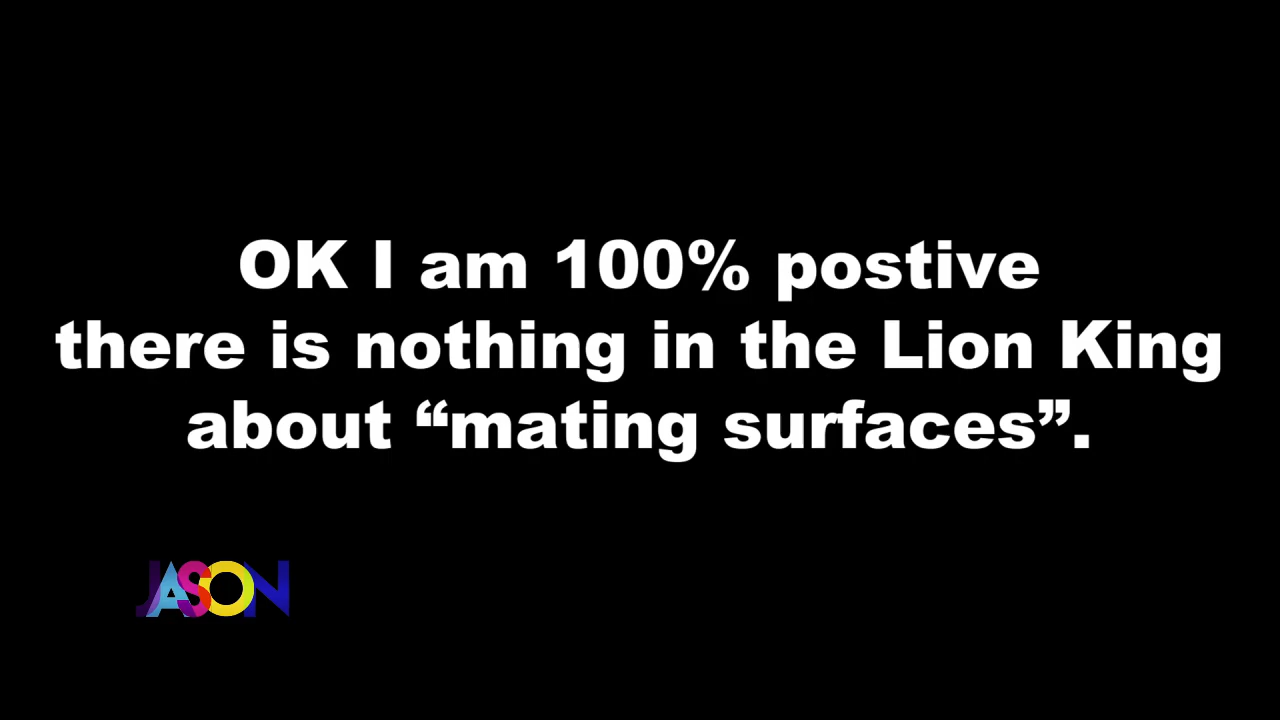 OK I am 100% postive
there is nothing in the Lion King
about “mating surfaces”.
JASON